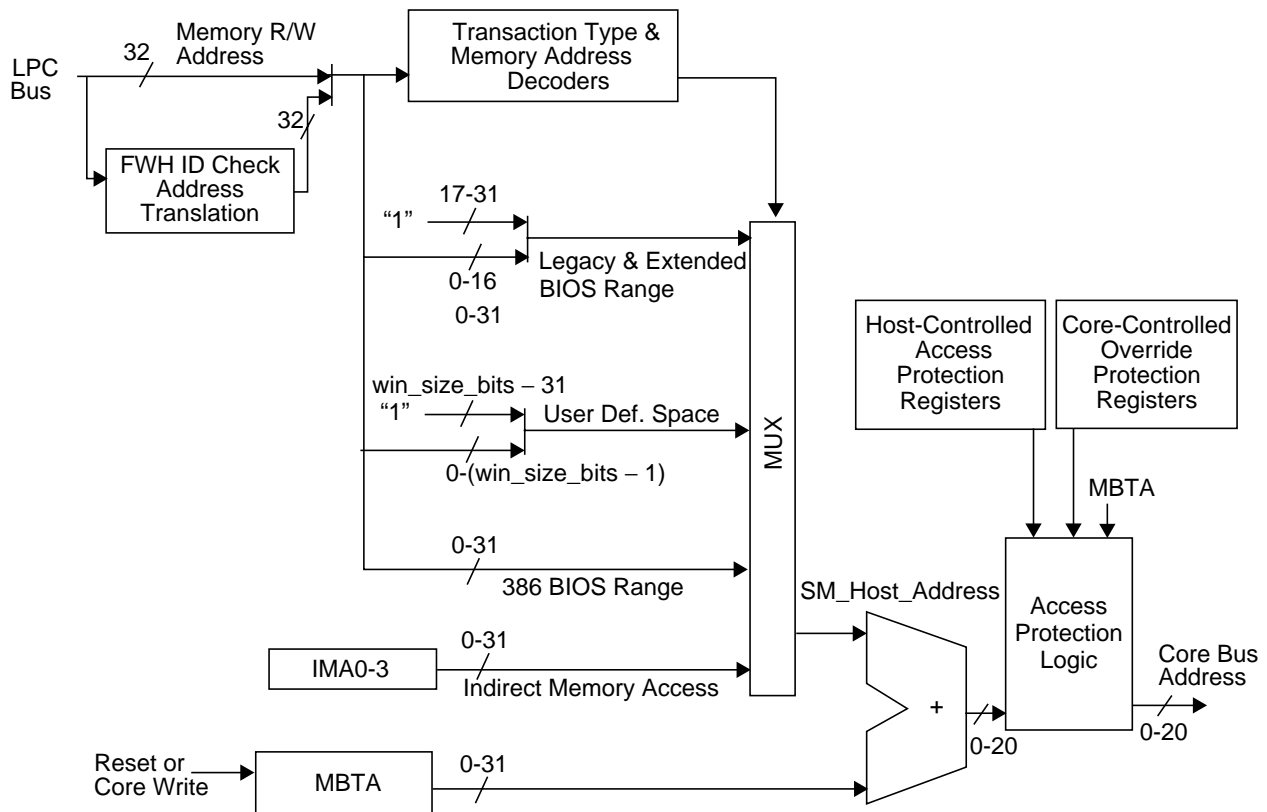 Memory R/W
Address
32
LPC
Bus
32
FWH ID Check
Address
Translation
Transaction Type &
Memory Address
Decoders
17-31
“1”
0-16
0-31
Legacy & Extended
BIOS Range
win_size_bits – 31
“1”
User Def. Space
0-(win_size_bits – 1)
0-31
386 BIOS Range
IMA0-3
0-31
Indirect Memory Access
MUX
Reset or
Core Write
MBTA
0-31
SM_Host_Address
+
0-20
Host-Controlled
Access
Protection
Registers
Core-Controlled
Override
Protection
Registers
MBTA
Access
Protection
Logic
Core Bus
Address
0-20